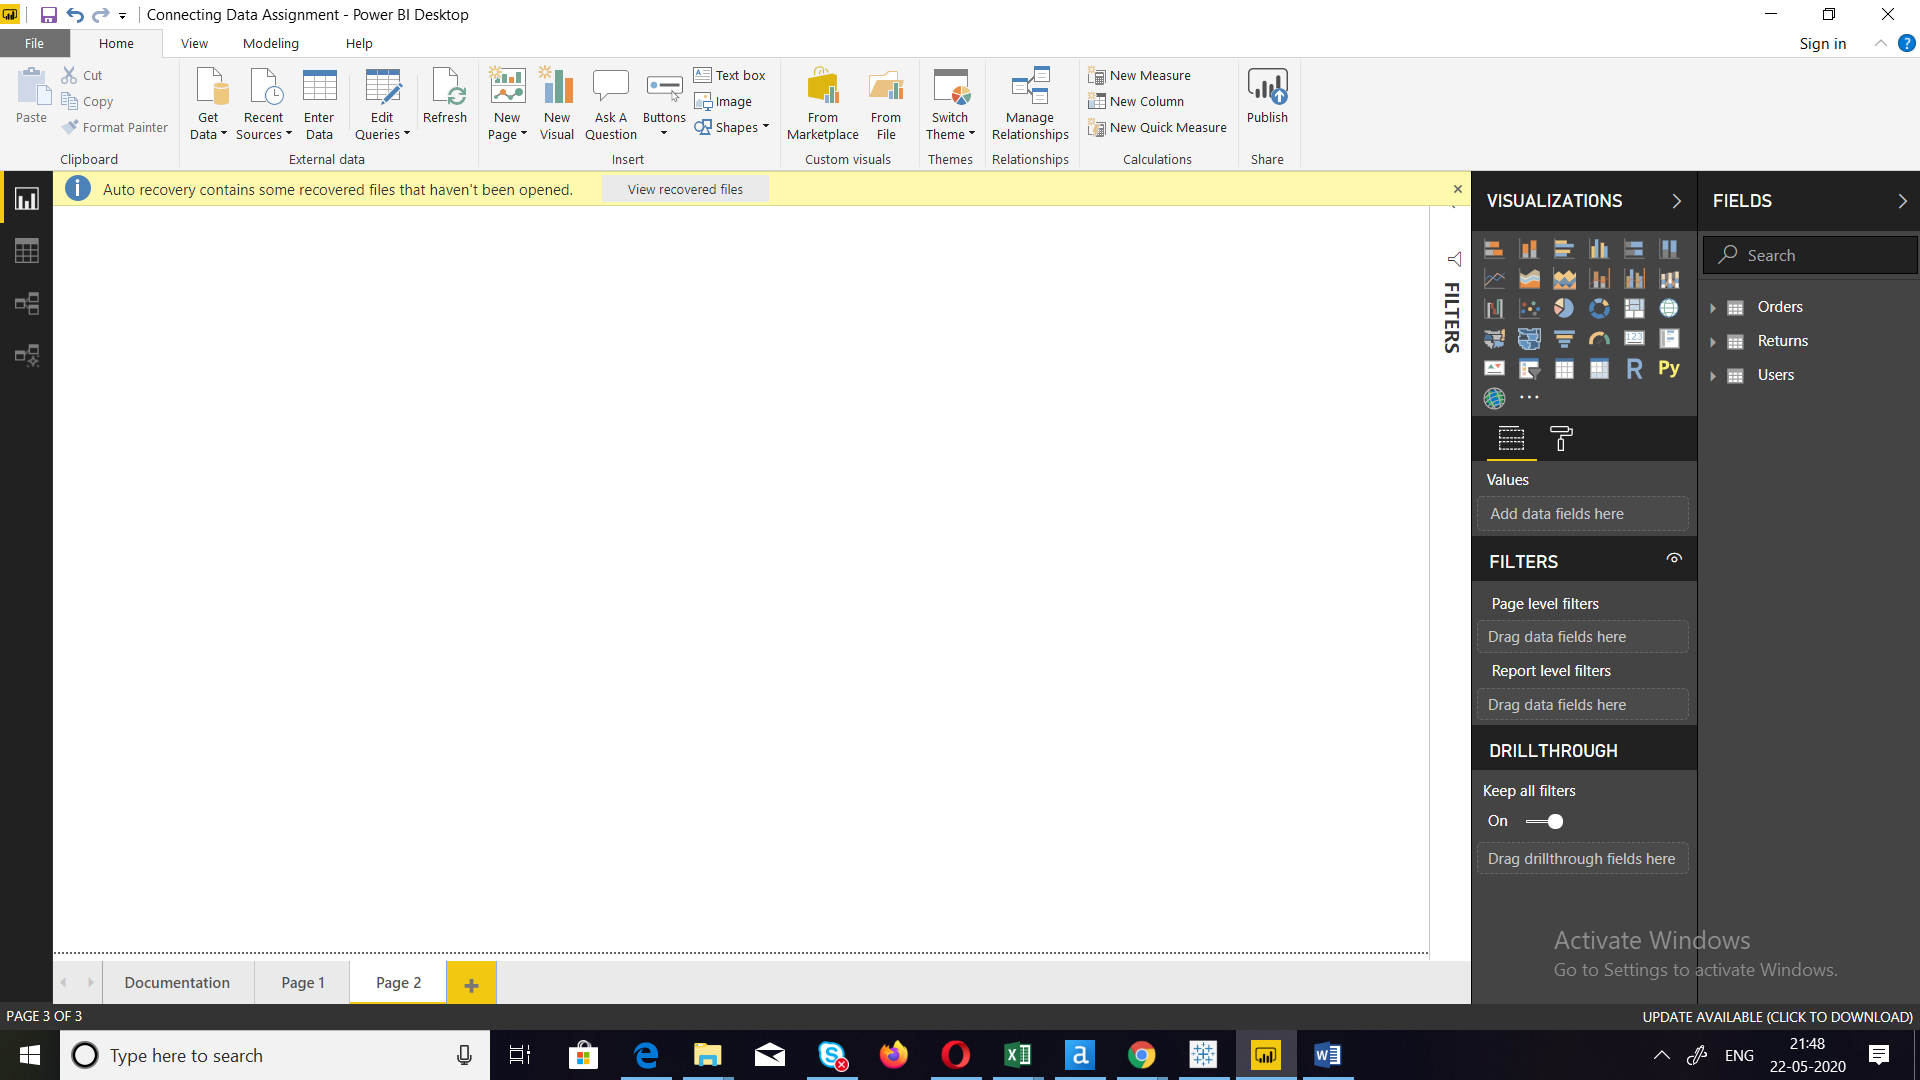 Connecting Data Assignment - Power BI Desktop
File Home View Modeling Help Sign in ?
Paste
Cut
Copy
Format Painter
Clipboard
Get Data
Recent Sources
Enter Data
Edit Queries
Refresh
External data
New Page
New Visual
Ask A Question
Buttons
Text box
Image
Shapes
Insert
From Marketplace
From File
Custom visuals
Switch Theme
Themes
Manage Relationships
Relationships
New Measure
New Column
New Quick Measure
Calculations
Publish
Share
Auto recovery contains some recovered files that haven't been opened. View recovered files
FILTERS
VISUALIZATIONS
123
R Py
Values
Add data fields here
FILTERS
Page level filters
Drag data fields here
Report level filters
Drag data fields here
DRILLTHROUGH
Keep all filters
On
Drag drillthrough fields here
FIELDS
Search
Orders
Returns
Users
Activate Windows
Go to Settings to activate Windows.
Documentation Page 1 Page 2 +
PAGE 3 OF 3 UPDATE AVAILABLE (CLICK TO DOWNLOAD)
Type here to search
a
ENG
21:48
22-05-2020